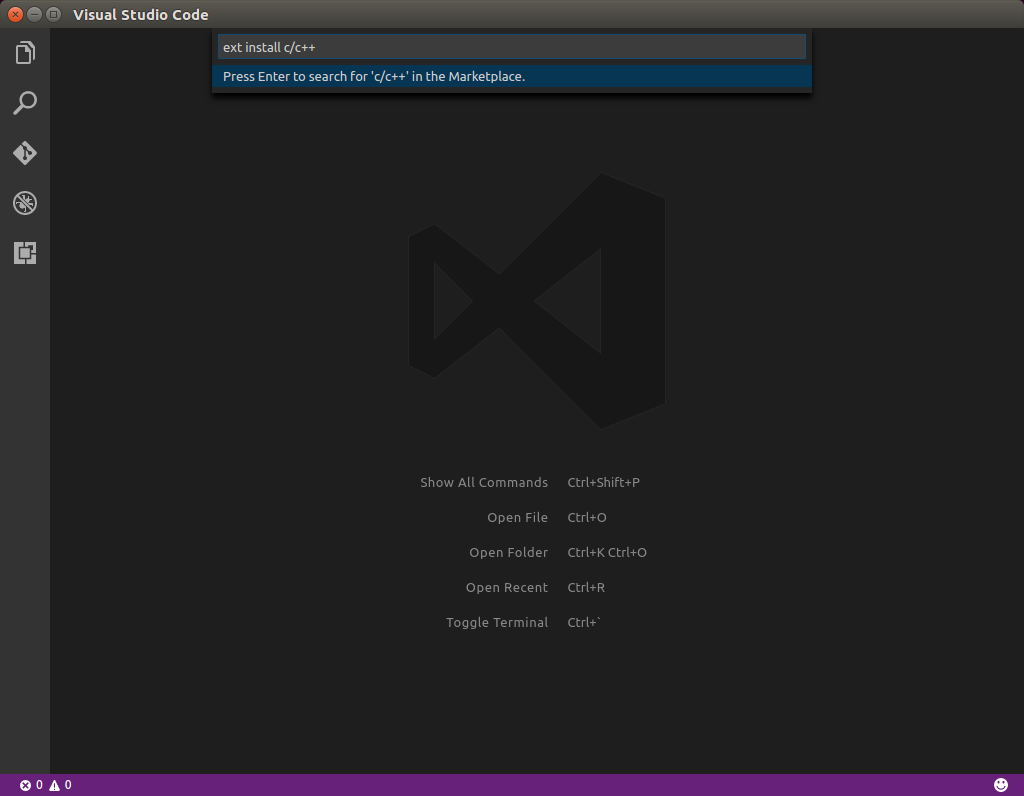 Visual Studio Code
ext install c/c++
Press Enter to search for 'c/c++' in the Marketplace.
Show All Commands Ctrl+Shift+P
Open File Ctrl+O
Open Folder Ctrl+K Ctrl+O
Open Recent Ctrl+R
Toggle Terminal Ctrl+`
0 0